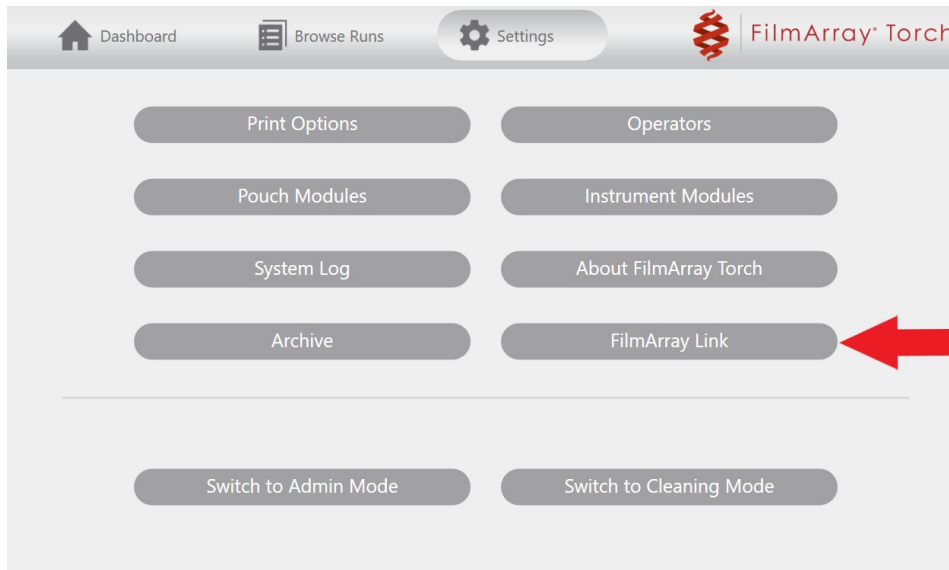 Dashboard
Browse Runs
Settings
FilmArray® Torch
Print Options
Operators
Pouch Modules
Instrument Modules
System Log
About FilmArray Torch
Archive
FilmArray Link
Switch to Admin Mode
Switch to Cleaning Mode